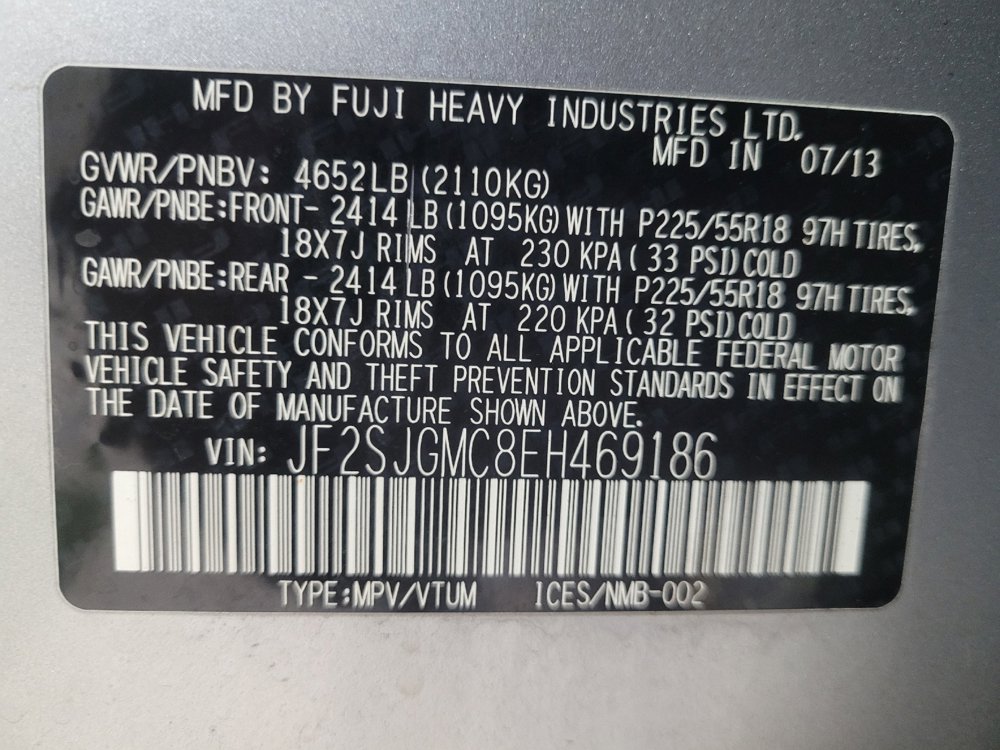 MFD BY FUJI HEAVY INDUSTRIES LTD.
MFD IN 07/13
GVWR/PNBV: 4652LB (2110KG)
GAWR/PNBE:FRONT- 2414 LB (1095KG) WITH P225/55R18 97H TIRES,
18X7J RIMS AT 230 KPA ( 33 PSI) COLD
GAWR/PNBE:REAR - 2414 LB (1095KG) WITH P225/55R18 97H TIRES,
18X7J RIMS AT 220 KPA ( 32 PSI) COLD
THIS VEHICLE CONFORMS TO ALL APPLICABLE FEDERAL MOTOR
VEHICLE SAFETY AND THEFT PREVENTION STANDARDS IN EFFECT ON
THE DATE OF MANUFACTURE SHOWN ABOVE.
VIN: JF2SJGMC8EH469186
TYPE:MPV/VTUM ICES/NMB-002